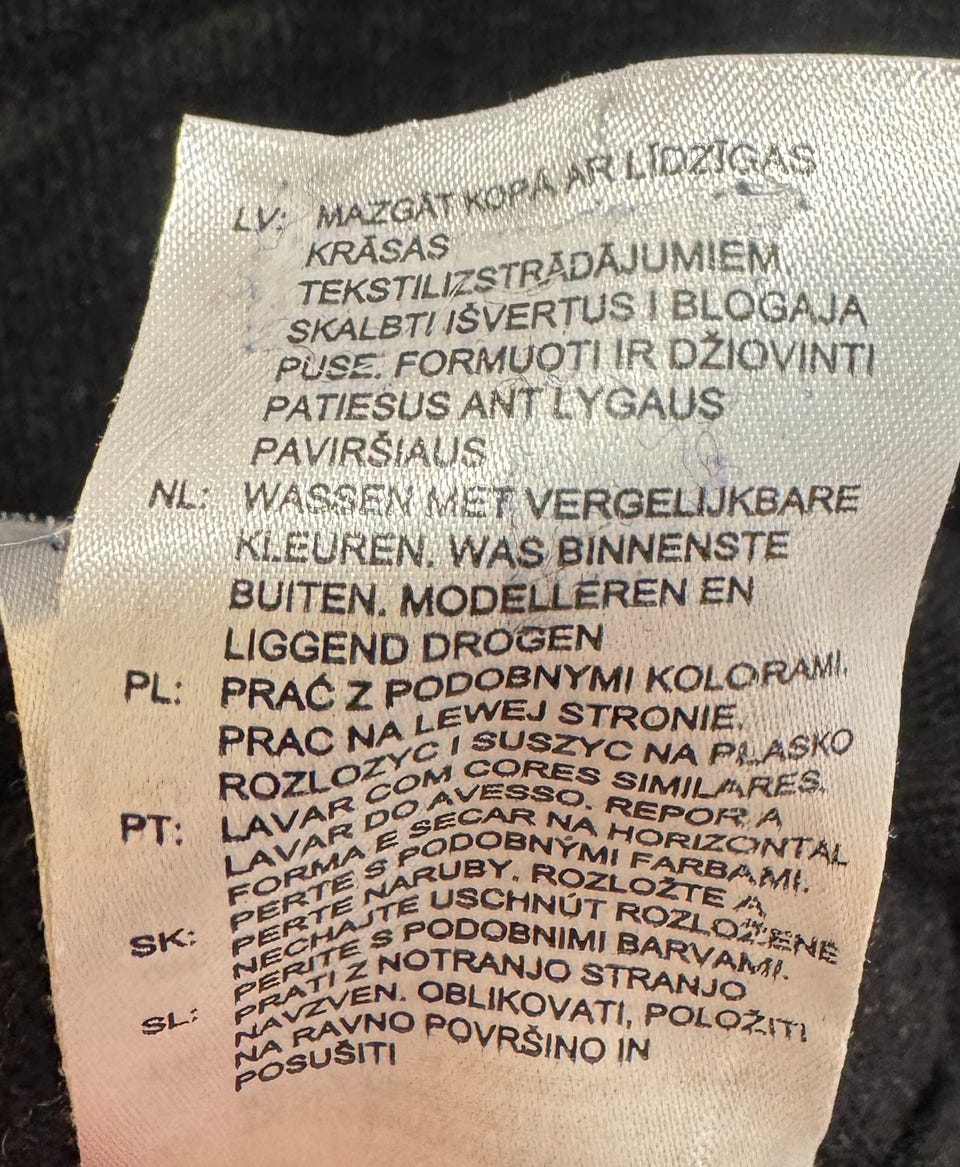 LV: MAZGĀT KOPĀ AR LĪDZĪGAS
KRĀSAS
TEKSTILIZSTRĀDĀJUMIEM
SKALBTI IŠVERTUS I BLOGAJA
PUSE. FORMUOTI IR DŽIOVINTI
PATIESUS ANT LYGAUS
PAVIRŠIAUS
NL: WASSEN MET VERGELIJKBARE
KLEUREN. WAS BINNENSTE
BUITEN. MODELLEREN EN
LIGGEND DROGEN
PL: PRAĆ Z PODOBNYMI KOLORAMI.
PRAC NA LEWEJ STRONIE.
ROZLOZYC I SUSZYC NA PLASKO
PT: LAVAR COM CORES SIMILARES.
LAVAR DO AVESSO. REPOR A
FORMA E SECAR NA HORIZONTAL
PERTE S PODOBNÝMI FARBAMI.
PERTE NARUBY. ROZLOŽTE A
SK: NECHAJTE USCHNÚT ROZLOŽENÉ
PERITE S PODOBNIMI BARVAMI.
PRATI Z NOTRANJO STRANJO
SL: NAVZVEN. OBLIKOVATI, POLOŽITI
NA RAVNO POVRŠINO IN
POSUŠITI